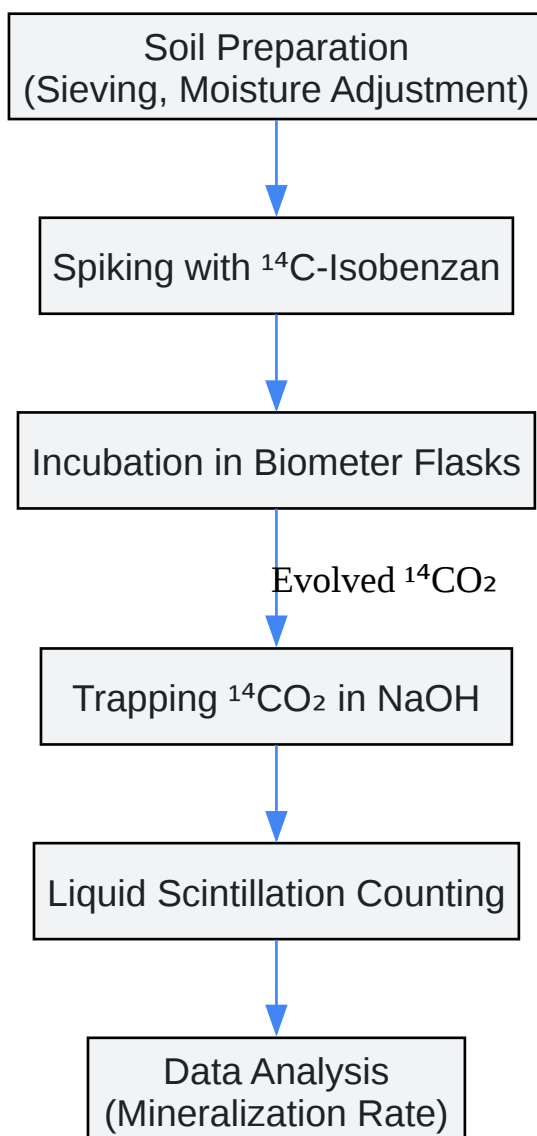 Soil Preparation
(Sieving, Moisture Adjustment)
Spiking with ¹⁴C-Isobenzan
Incubation in Biometer Flasks
Evolved ¹⁴CO₂
Trapping ¹⁴CO₂ in NaOH
Liquid Scintillation Counting
Data Analysis
(Mineralization Rate)